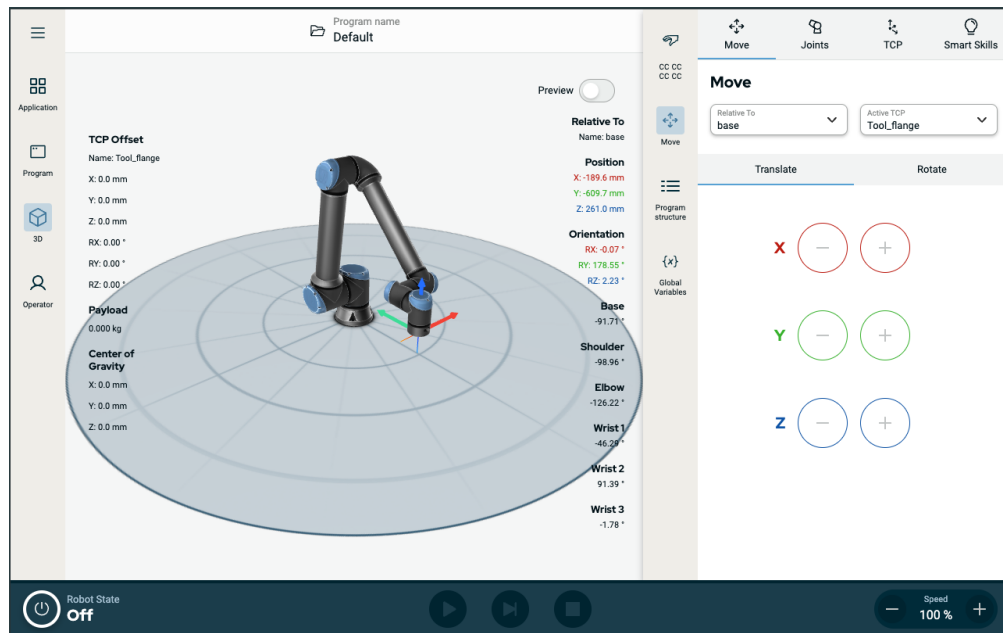 Program name
Default
Application
Program
3D
Operator
Preview
TCP Offset
Name: Tool_flange
X: 0.0 mm
Y: 0.0 mm
Z: 0.0 mm
RX: 0.00 °
RY: 0.00 °
RZ: 0.00 °
Payload
0.000 kg
Center of
Gravity
X: 0.0 mm
Y: 0.0 mm
Z: 0.0 mm
Relative To
Name: base
Position
X: -189.6 mm
Y: -609.7 mm
Z: 261.0 mm
Orientation
RX: -0.07 °
RY: 178.55 °
RZ: 2.23 °
Base
-91.71 °
Shoulder
-98.96 °
Elbow
-126.22 °
Wrist 1
-46.29 °
Wrist 2
91.39 °
Wrist 3
-1.78 °
CC CC
CC CC
Move
Program
structure
{x}
Global
Variables
Move
Joints
TCP
Smart Skills
Move
Relative To
base
Active TCP
Tool_flange
Translate
Rotate
X − +
Y − +
Z − +
Robot State
Off
Speed
− 100 % +